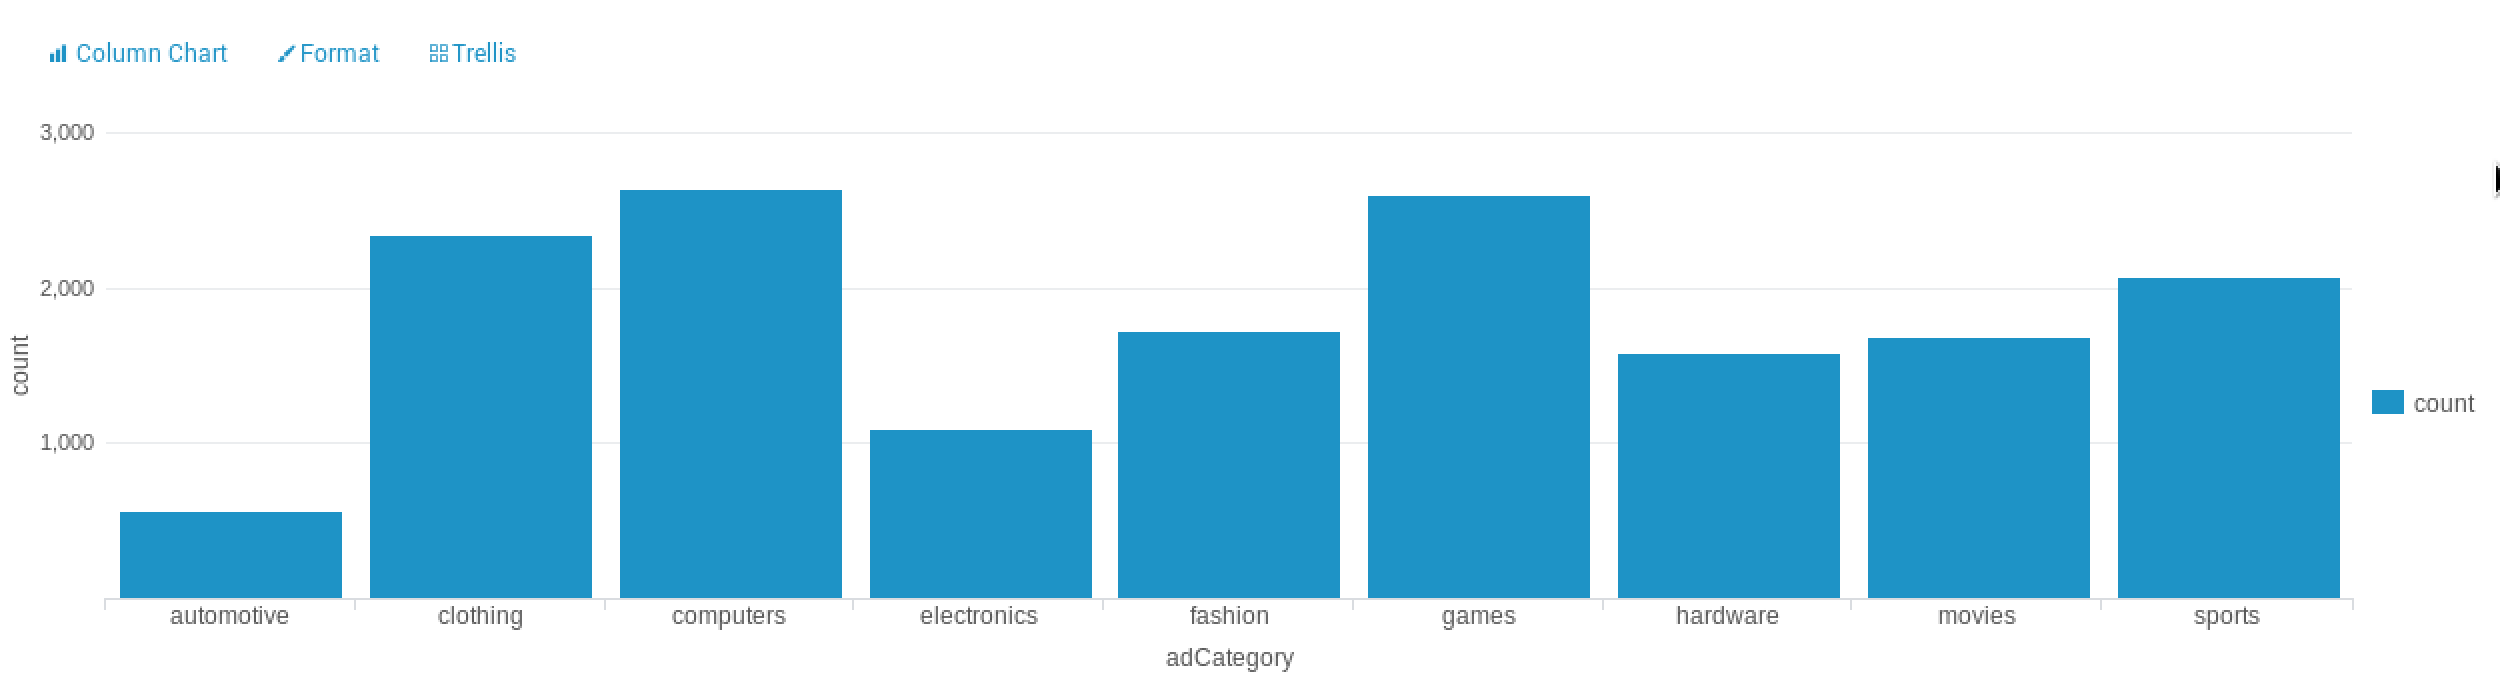 Column Chart Format Trellis
3,000
2,000
1,000
count
count
automotive clothing computers electronics fashion games hardware movies sports
adCategory